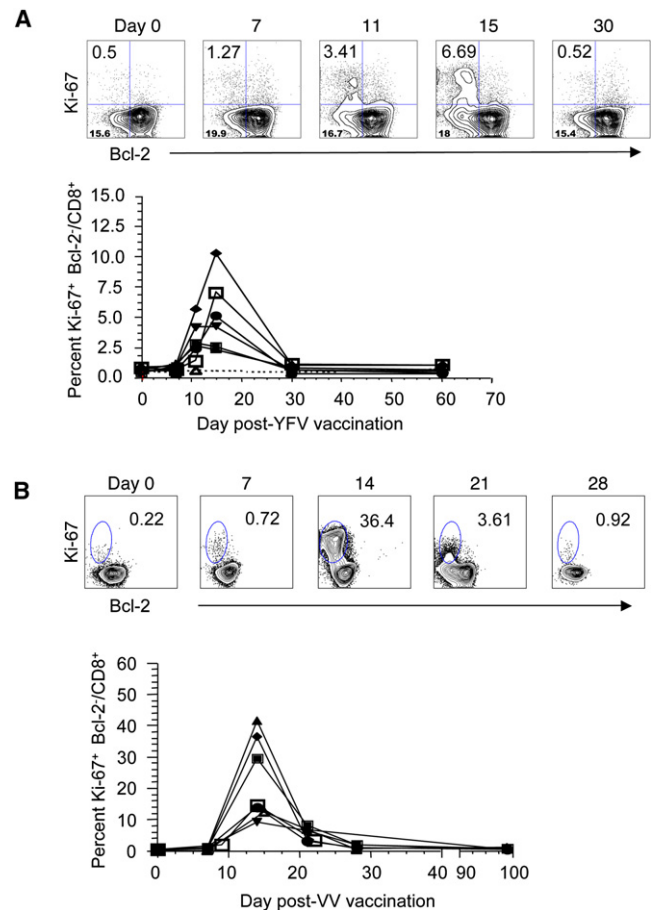 A
Day 0 7 11 15 30
0.5 1.27 3.41 6.69 0.52
Ki-67
15.6 19.9 16.7 18 15.4
Bcl-2
15.0
12.5
10.0
7.5
5.0
2.5
0.0
Percent Ki-67⁺ Bcl-2⁻/CD8⁺
0 10 20 30 40 50 60 70
Day post-YFV vaccination
B
Day 0 7 14 21 28
0.22 0.72 36.4 3.61 0.92
Ki-67
Bcl-2
60
50
40
30
20
10
0
Percent Ki-67⁺ Bcl-2⁻/CD8⁺
0 10 20 30 40 90 100
Day post-VV vaccination